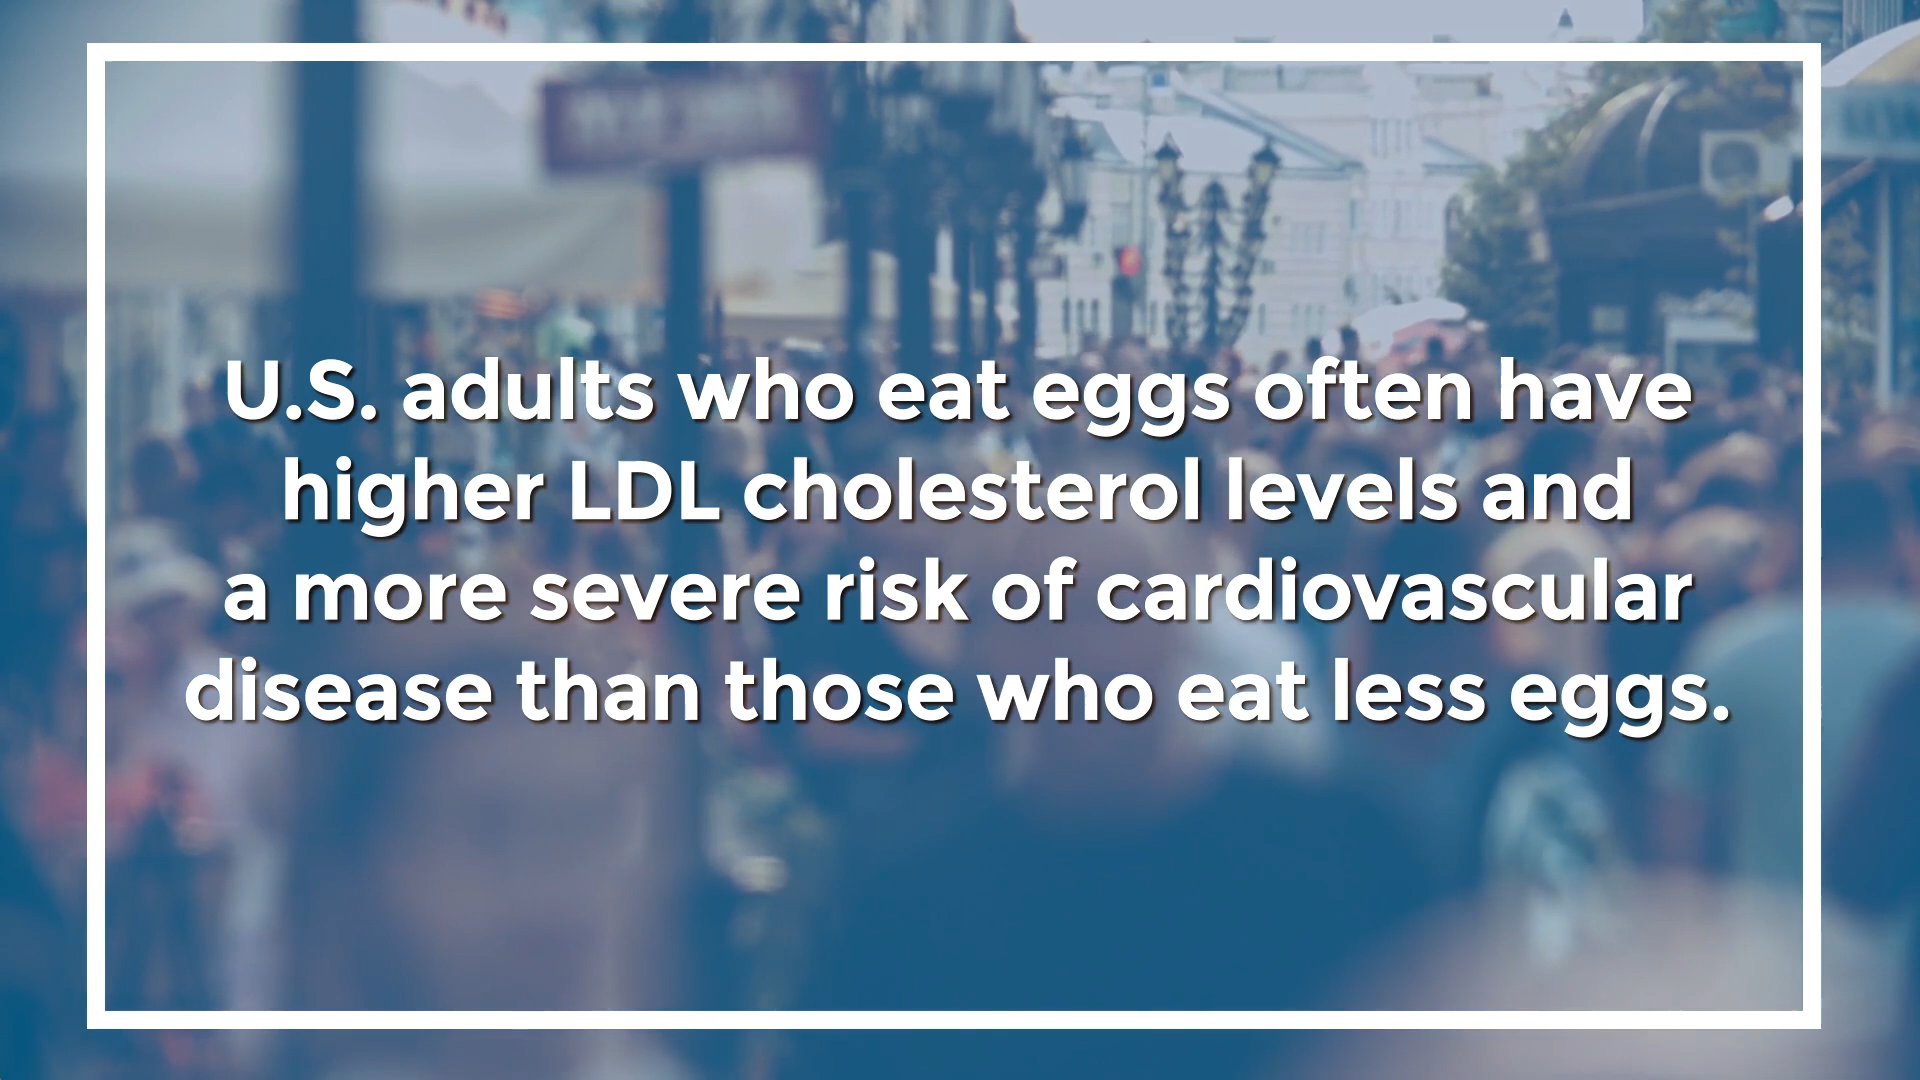 U.S. adults who eat eggs often have
higher LDL cholesterol levels and
a more severe risk of cardiovascular
disease than those who eat less eggs.